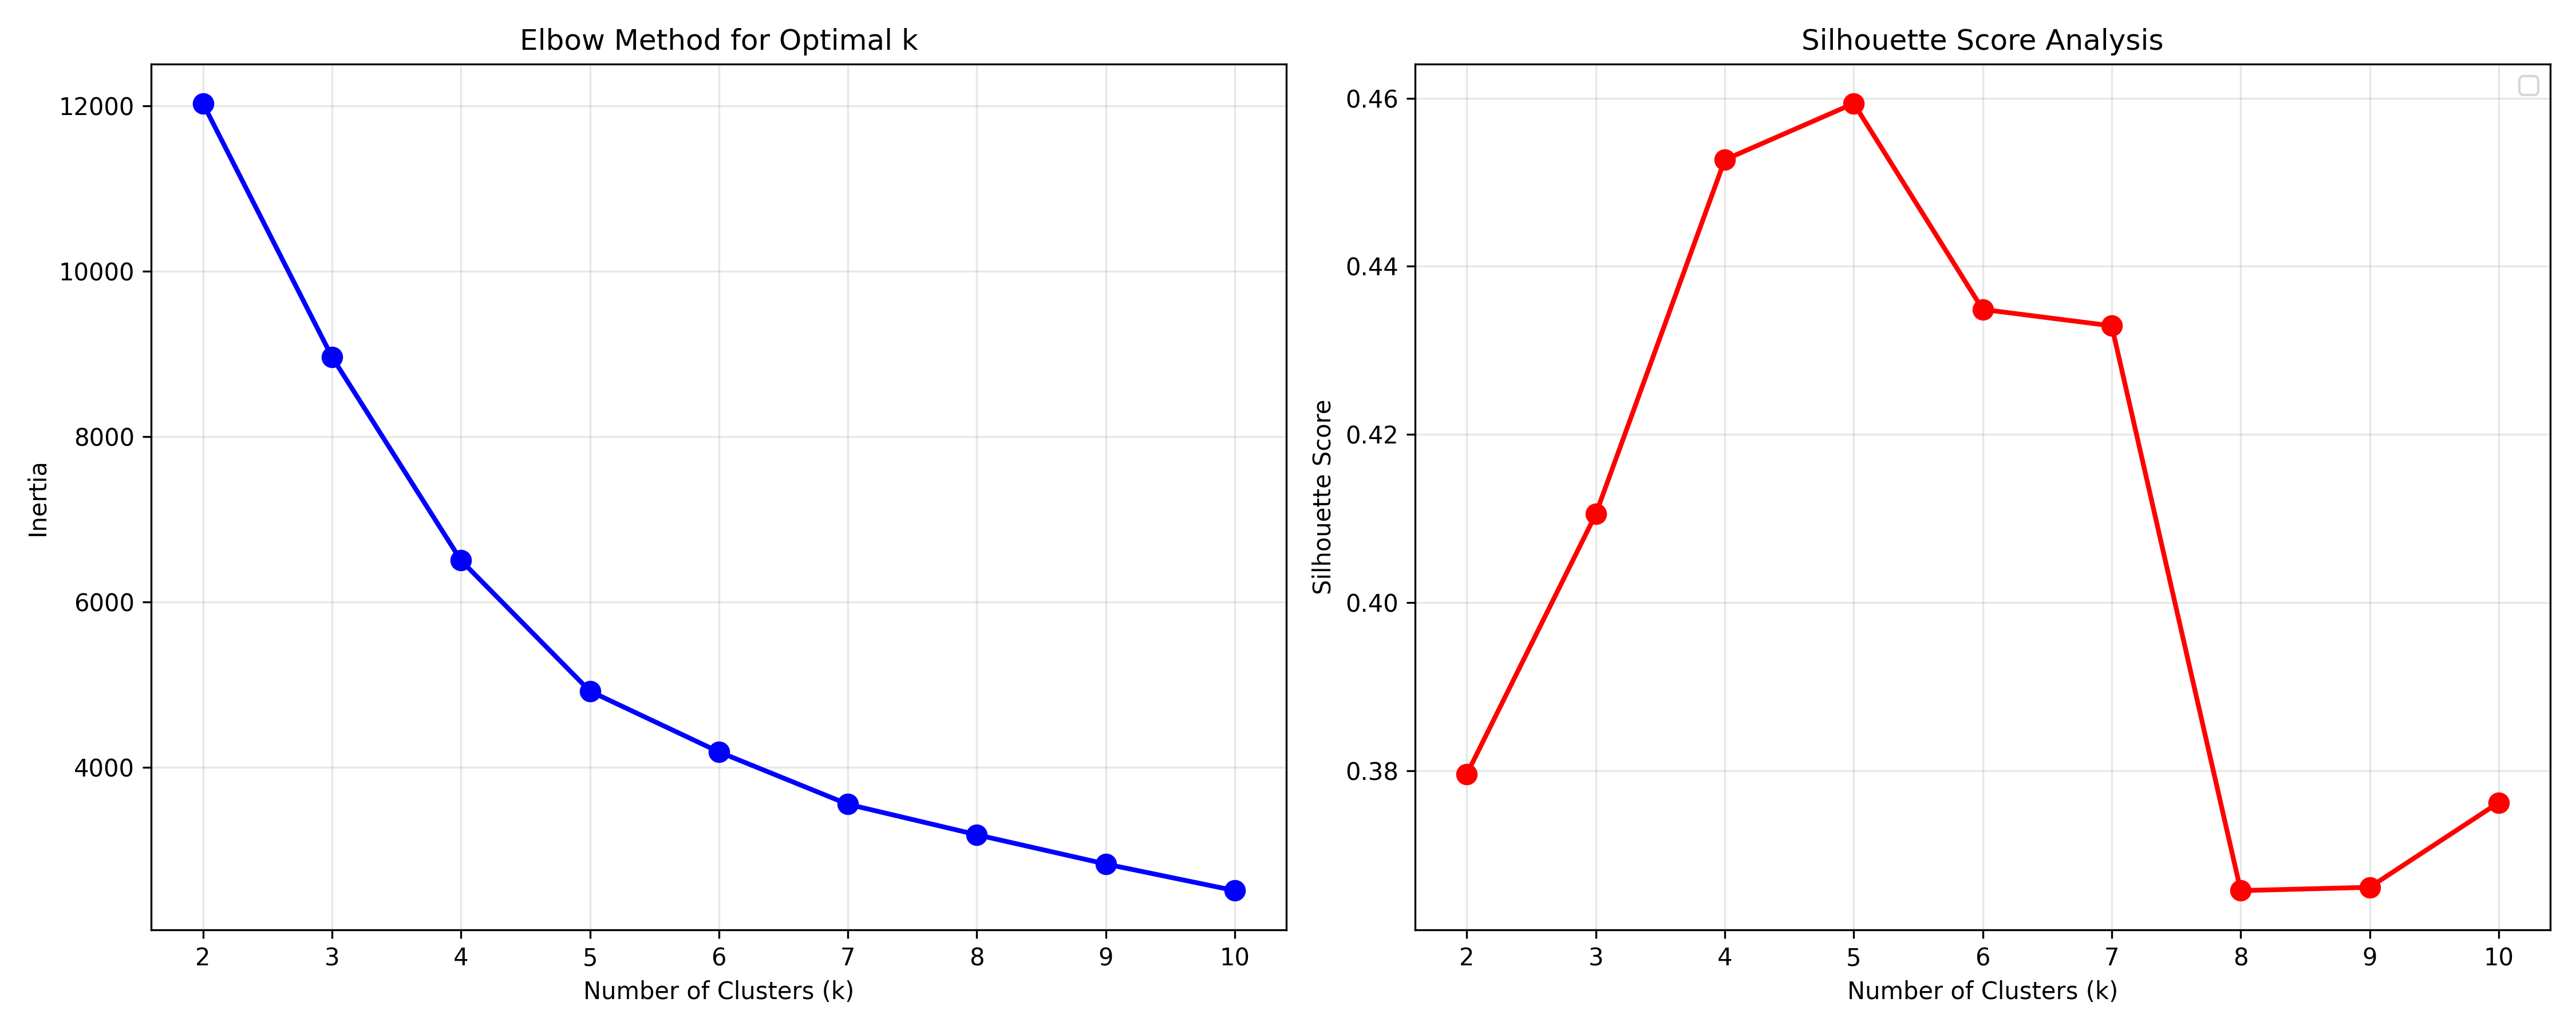 Elbow Method for Optimal k
12000
10000
8000
6000
4000
Inertia
2 3 4 5 6 7 8 9 10
Number of Clusters (k)
Silhouette Score Analysis
0.46
0.44
0.42
0.40
0.38
Silhouette Score
2 3 4 5 6 7 8 9 10
Number of Clusters (k)